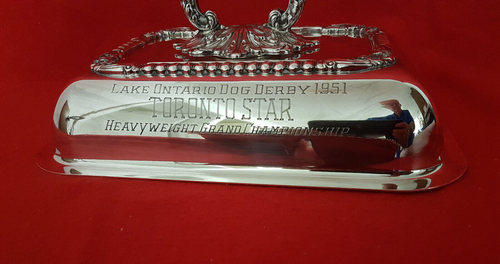 LAKE ONTARIO DOG DERBY 1951
TORONTO STAR
HEAVYWEIGHT GRAND CHAMPIONSHIP